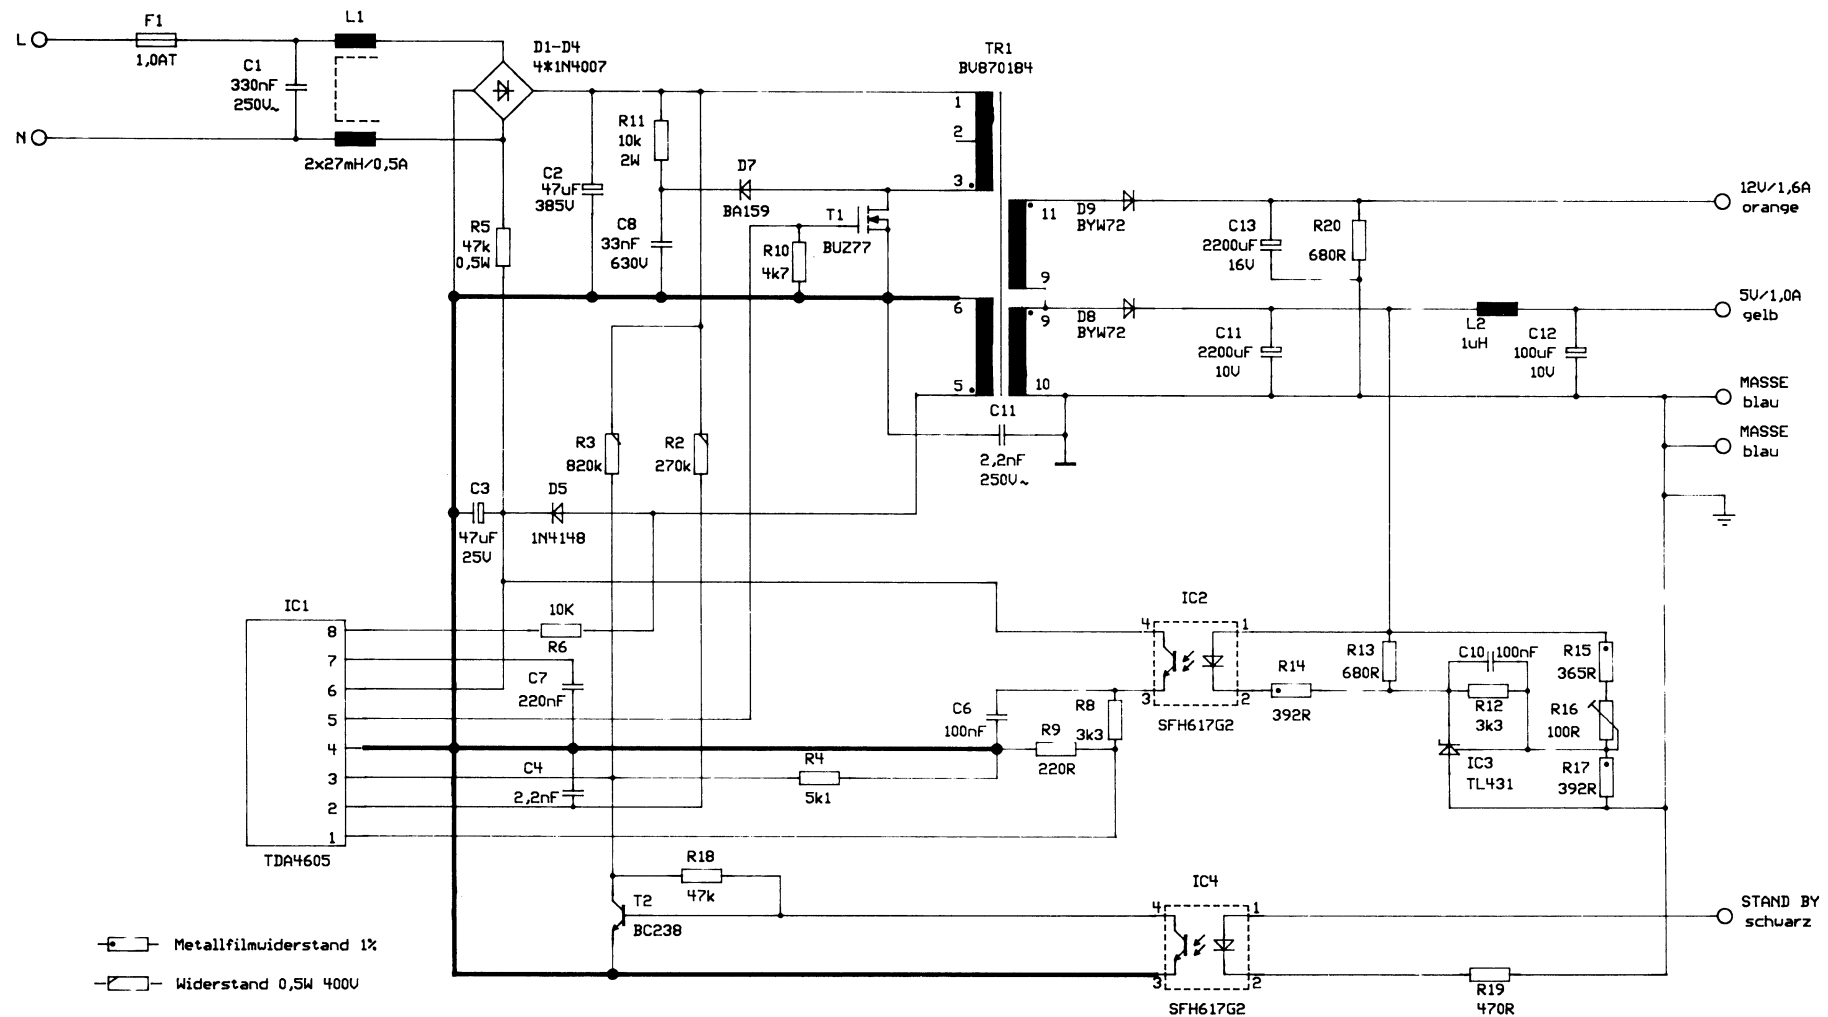 F1
L
1,0AT
L1
C1
330nF
250V~
N
2x27mH/0,5A
D1-D4
4*1N4007
R5
47k
0,5W
C2
47uF
385V
R11
10k
2W
C8
33nF
630V
D7
BA159
T1
BUZ77
R10
4k7
TR1
BV870184
1
2
3
6
5
11
9
9
10
D9
BYW72
D8
BYW72
C13
2200uF
16V
R20
680R
C11
2200uF
10V
L2
1uH
C12
100uF
10V
12V/1,6A
orange
5V/1,0A
gelb
MASSE
blau
MASSE
blau
C11
2,2nF
250V~
R3
820k
R2
270k
C3
47uF
25V
D5
1N4148
IC1
8
7
6
5
4
3
2
1
TDA4605
10K
R6
C7
220nF
C4
2,2nF
R4
5k1
C6
100nF
R9
220R
R8
3k3
IC2
4
1
3
2
SFH617G2
R14
392R
R13
680R
C10 100nF
R12
3k3
IC3
TL431
R15
365R
R16
100R
R17
392R
R18
47k
T2
BC238
IC4
4
1
3
2
SFH617G2
R19
470R
STAND BY
schwarz
Metallfilmwiderstand 1%
Widerstand 0,5W 400V